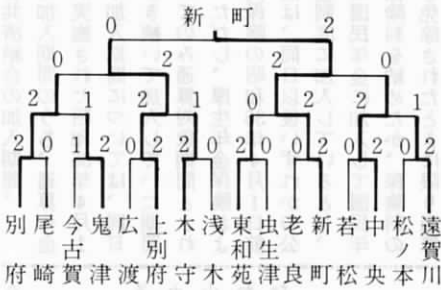 新町
0 2
0 2 2 0
2 1 2 1 0 2 2 1
2 0 1 2 0 2 2 0 2 0 0 2 0 2 0 2
別府
尾崎
今古賀
鬼津
広渡
上別府
木守
浅木
東和苑
虫生津
老良
新町
若松
中央
松ノ本
遠賀川